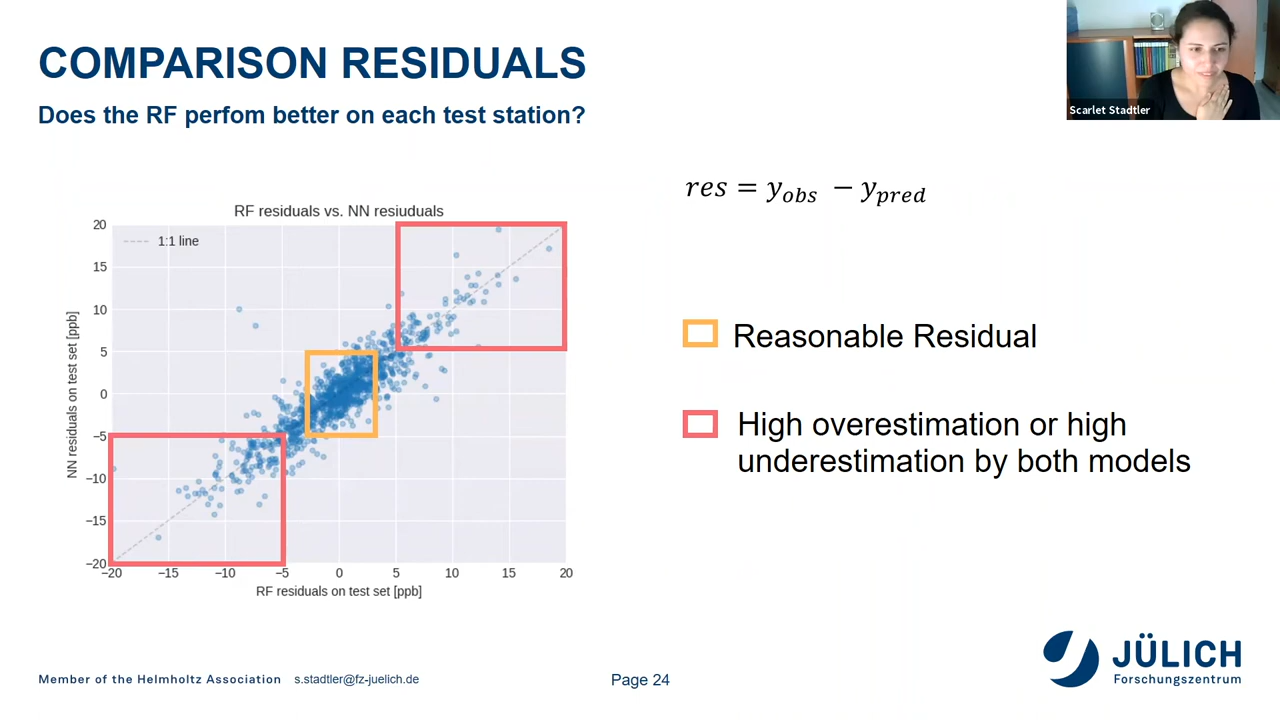 COMPARISON RESIDUALS
Does the RF perfom better on each test station?
Scarlet Stadtler
res = y_obs − y_pred
RF residuals vs. NN resiuduals
1:1 line
20
15
10
5
0
−5
−10
−15
−20
NN residuals on test set [ppb]
−20 −15 −10 −5 0 5 10 15 20
RF residuals on test set [ppb]
Reasonable Residual
High overestimation or high
underestimation by both models
Member of the Helmholtz Association s.stadtler@fz-juelich.de
Page 24
JÜLICH
Forschungszentrum